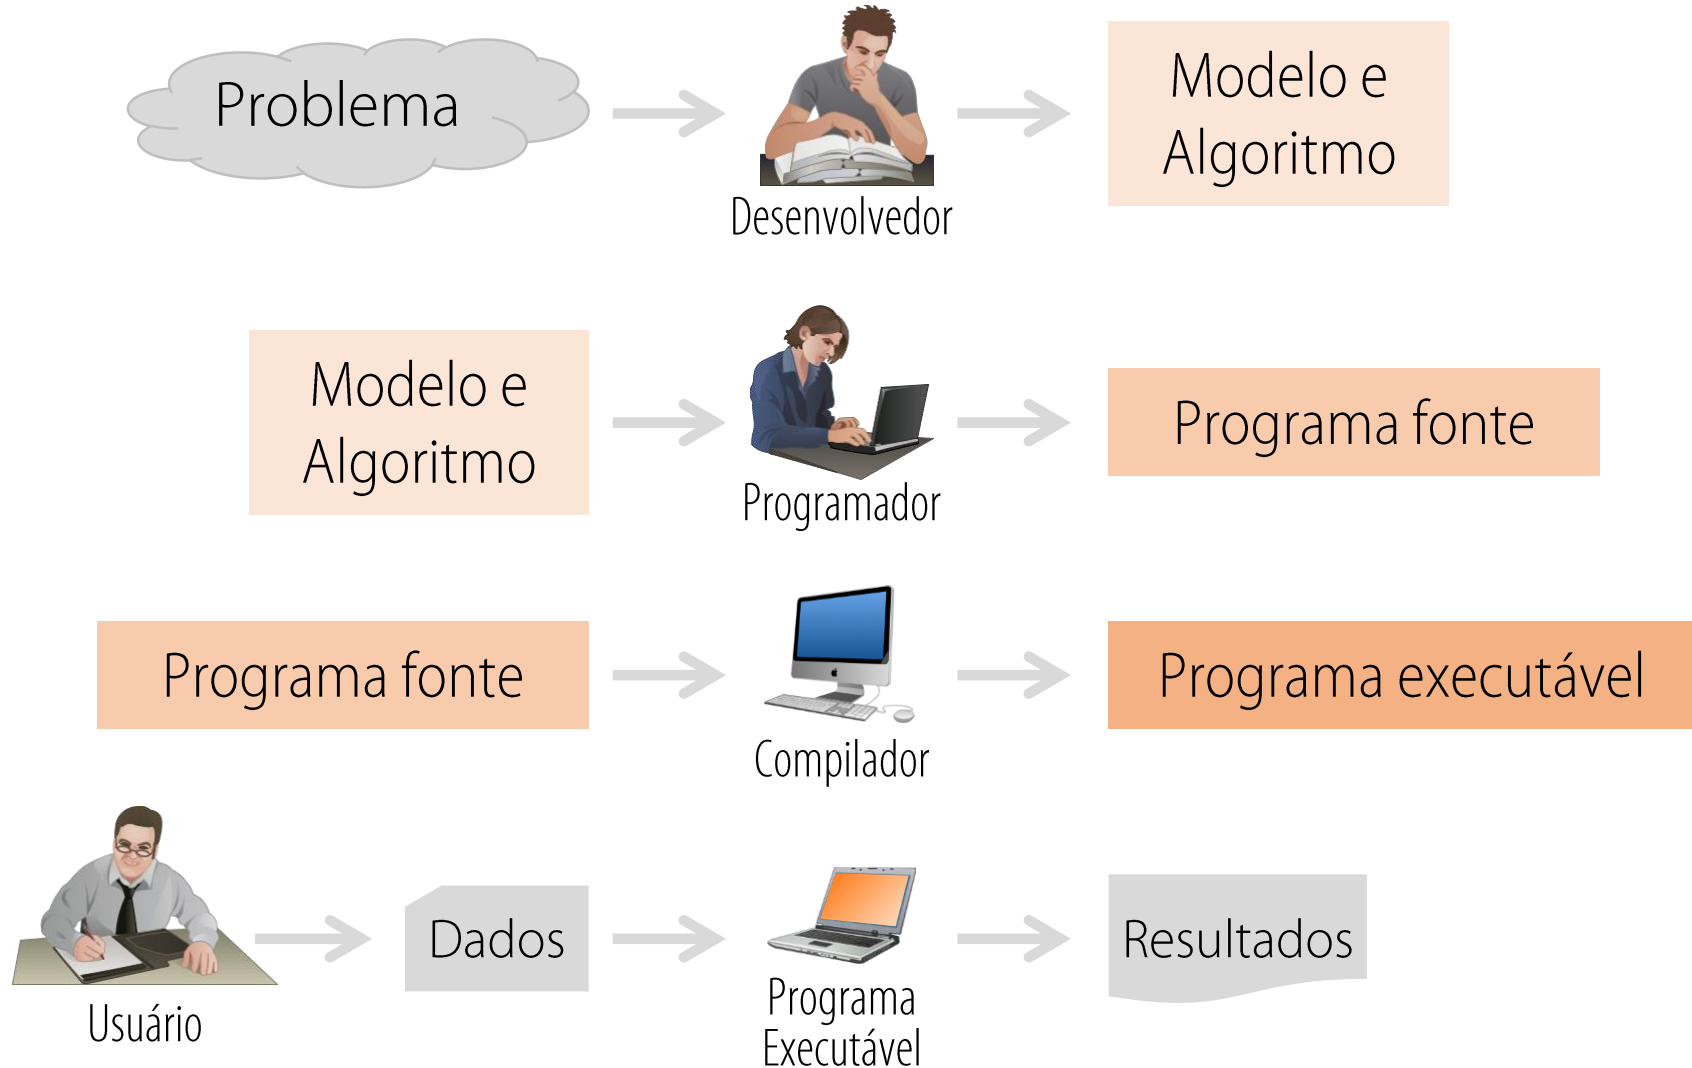 Problema
Desenvolvedor
Modelo e
Algoritmo
Modelo e
Algoritmo
Programador
Programa fonte
Programa fonte
Compilador
Programa executável
Usuário
Dados
Programa
Executável
Resultados